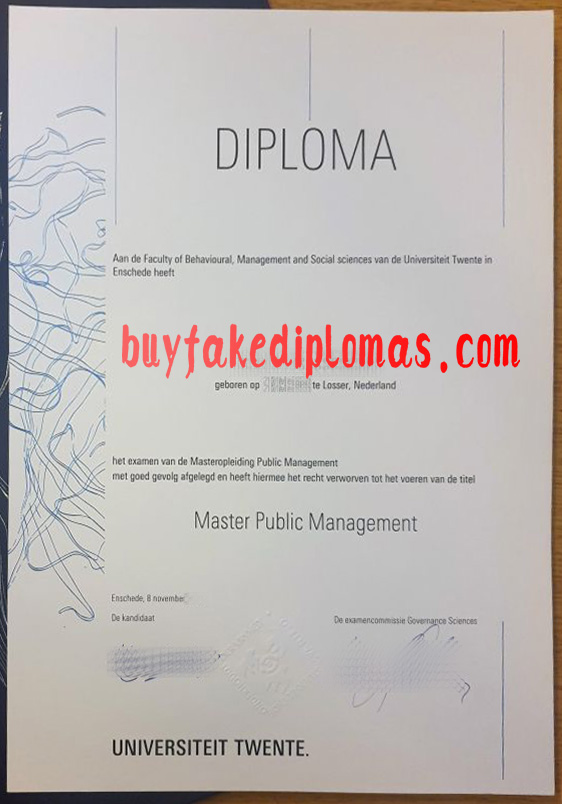 DIPLOMA
Aan de Faculty of Behavioural, Management and Social sciences van de Universiteit Twente in
Enschede heeft
buyfakediplomas.com
geboren op te Losser, Nederland
het examen van de Masteropleiding Public Management
met goed gevolg afgelegd en heeft hiermee het recht verworven tot het voeren van de titel
Master Public Management
Enschede, 8 november
De kandidaat
De examencommissie Governance Sciences
UNIVERSITEIT TWENTE.